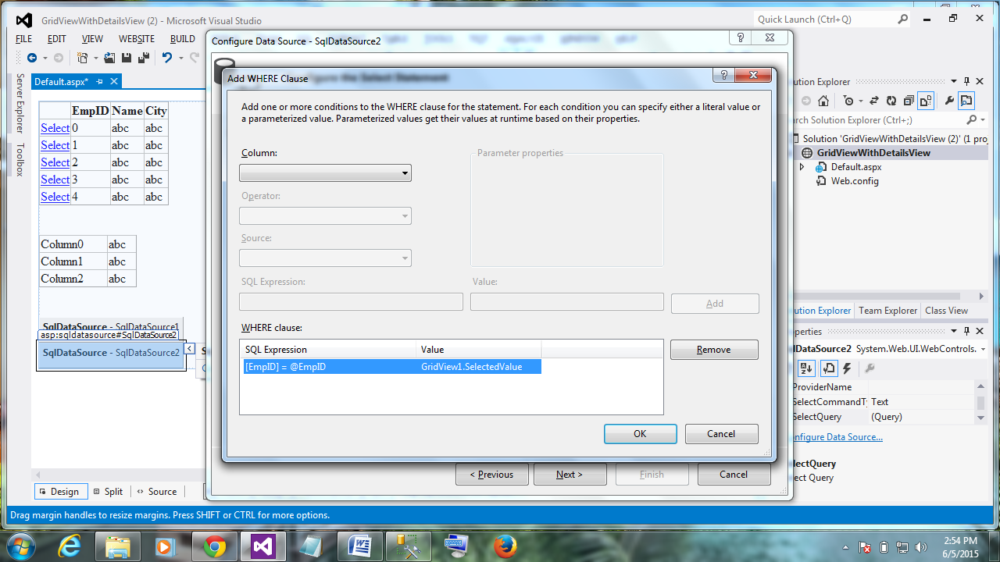 GridViewWithDetailsView (2) - Microsoft Visual Studio
Quick Launch (Ctrl+Q)
FILE EDIT VIEW WEBSITE BUILD
Configure Data Source - SqlDataSource2
Server Explorer
Toolbox
Default.aspx*
EmpID Name City
Select 0 abc abc
Select 1 abc abc
Select 2 abc abc
Select 3 abc abc
Select 4 abc abc
Column0 abc
Column1 abc
Column2 abc
SqlDataSource - SqlDataSource1
asp:sqldatasource#SqlDataSource2
SqlDataSource - SqlDataSource2
Design Split Source
Add WHERE Clause
Add one or more conditions to the WHERE clause for the statement. For each condition you can specify either a literal value or
a parameterized value. Parameterized values get their values at runtime based on their properties.
Column:
Parameter properties
Operator:
Source:
SQL Expression:
Value:
Add
WHERE clause:
SQL Expression Value
[EmpID] = @EmpID GridView1.SelectedValue
Remove
OK
Cancel
< Previous
Next >
Finish
Cancel
ution Explorer
rch Solution Explorer (Ctrl+;)
Solution 'GridViewWithDetailsView (2)' (1 proj
GridViewWithDetailsView
Default.aspx
Web.config
ution Explorer Team Explorer Class View
perties
DataSource2 System.Web.UI.WebControls.
ProviderName
SelectCommandTy Text
SelectQuery (Query)
nfigure Data Source...
lectQuery
ect Query
Drag margin handles to resize margins. Press SHIFT or CTRL for more options.
2:54 PM
6/5/2015